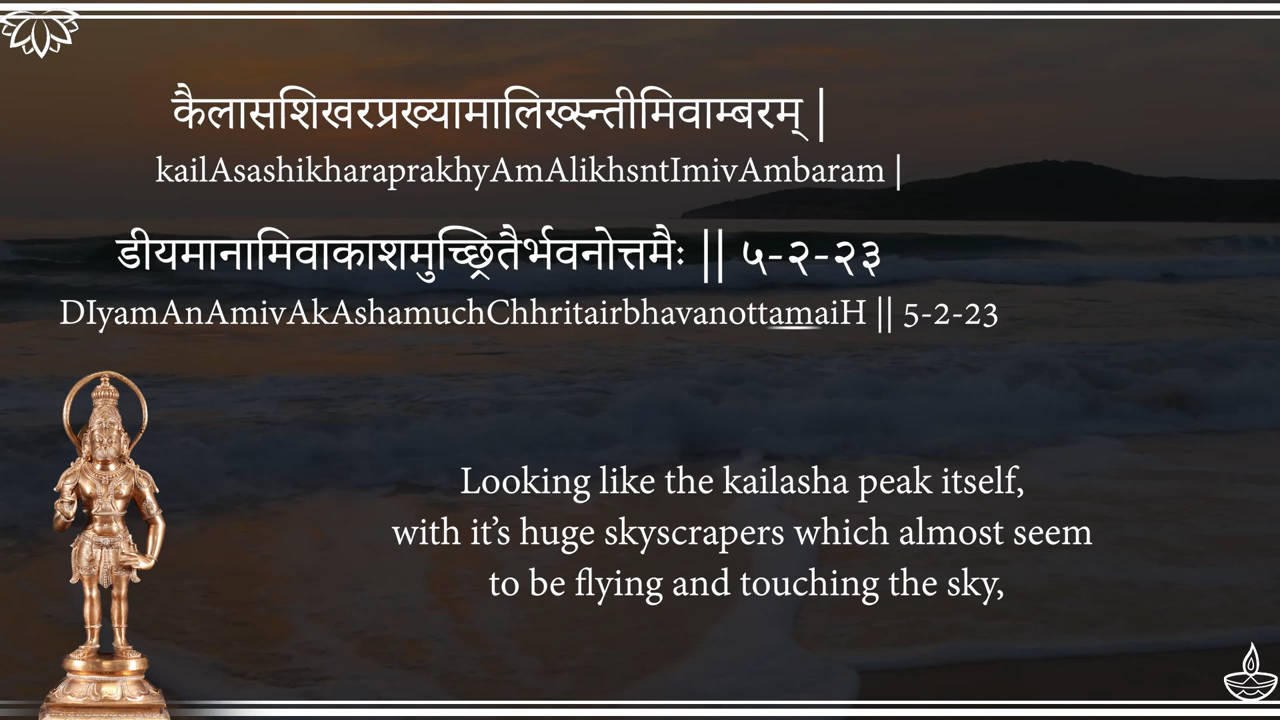 कैलासशिखरप्रख्यामालिख्स्न्तीमिवाम्बरम् |
kailAsashikharaprakhyAmAlikhsntImivAmbaram |
डीयमानामिवाकाशमुच्छ्रितैर्भवनोत्तमैः || ५-२-२३
DIyamAnAmivAkAshamuchChhritairbhavanottamaiH || 5-2-23
Looking like the kailasha peak itself,
with it’s huge skyscrapers which almost seem
to be flying and touching the sky,